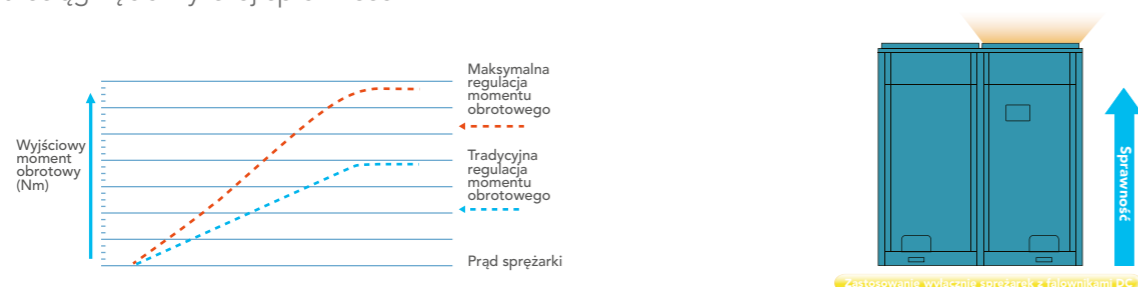 Maksymalna
regulacja
momentu
obrotowego
Wyjściowy
moment
obrotowy
(Nm)
Tradycyjna
regulacja
momentu
obrotowego
Prąd sprężarki
Sprawność
Zastosowanie wyłącznie sprężarek z falownikami DC